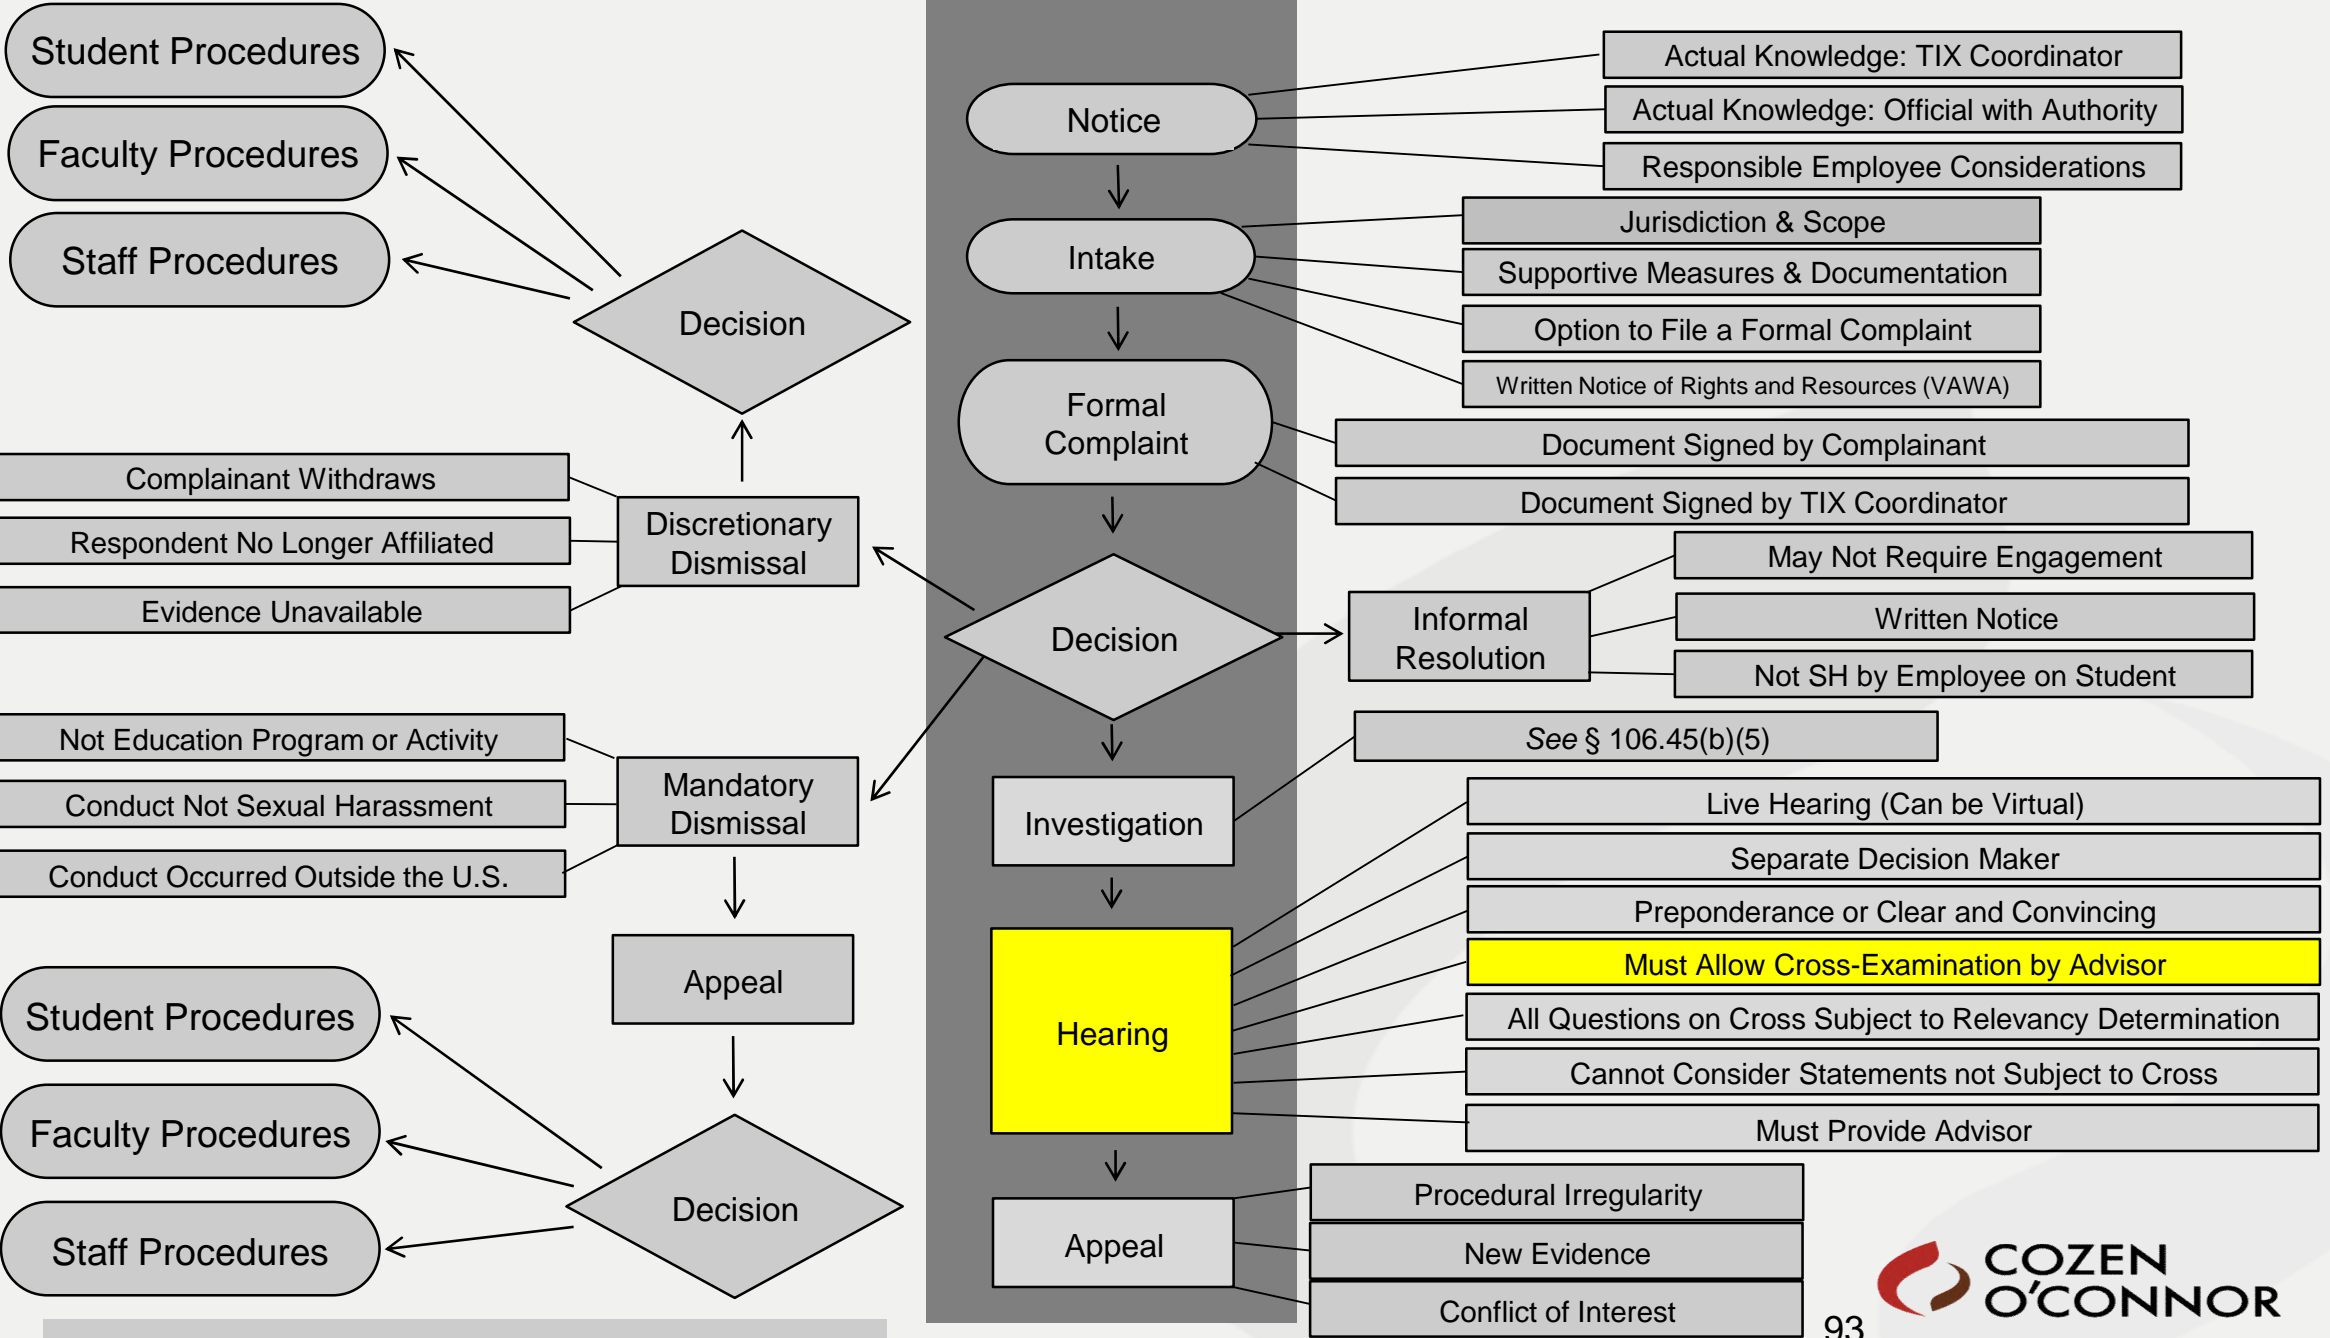 Student Procedures
Faculty Procedures
Staff Procedures
Decision
Complainant Withdraws
Respondent No Longer Affiliated
Evidence Unavailable
Discretionary
Dismissal
Not Education Program or Activity
Conduct Not Sexual Harassment
Conduct Occurred Outside the U.S.
Mandatory
Dismissal
Appeal
Student Procedures
Faculty Procedures
Staff Procedures
Decision
Notice
Actual Knowledge: TIX Coordinator
Actual Knowledge: Official with Authority
Responsible Employee Considerations
Intake
Jurisdiction & Scope
Supportive Measures & Documentation
Option to File a Formal Complaint
Written Notice of Rights and Resources (VAWA)
Formal
Complaint
Document Signed by Complainant
Document Signed by TIX Coordinator
Decision
Informal
Resolution
May Not Require Engagement
Written Notice
Not SH by Employee on Student
Investigation
See § 106.45(b)(5)
Hearing
Live Hearing (Can be Virtual)
Separate Decision Maker
Preponderance or Clear and Convincing
Must Allow Cross-Examination by Advisor
All Questions on Cross Subject to Relevancy Determination
Cannot Consider Statements not Subject to Cross
Must Provide Advisor
Appeal
Procedural Irregularity
New Evidence
Conflict of Interest
COZEN
O'CONNOR
93